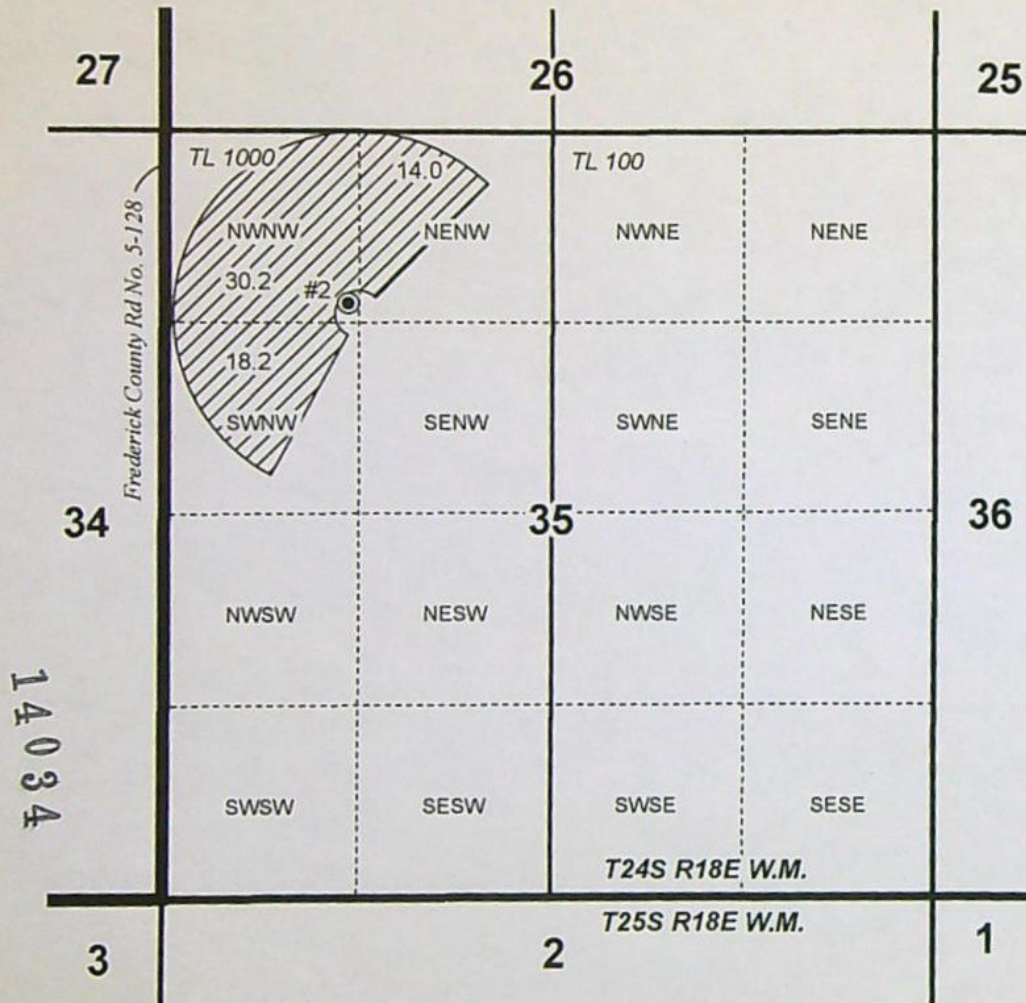 27 26 25
TL 1000 14.0 TL 100
Frederick County Rd No. 5-128
NWNW NENW NWNE NENE
30.2 #2
18.2
SWNW SENW SWNE SENE
34 35 36
NWSW NESW NWSE NESE
14034
SWSW SESW SWSE SESE
T24S R18E W.M.
T25S R18E W.M.
3 2 1